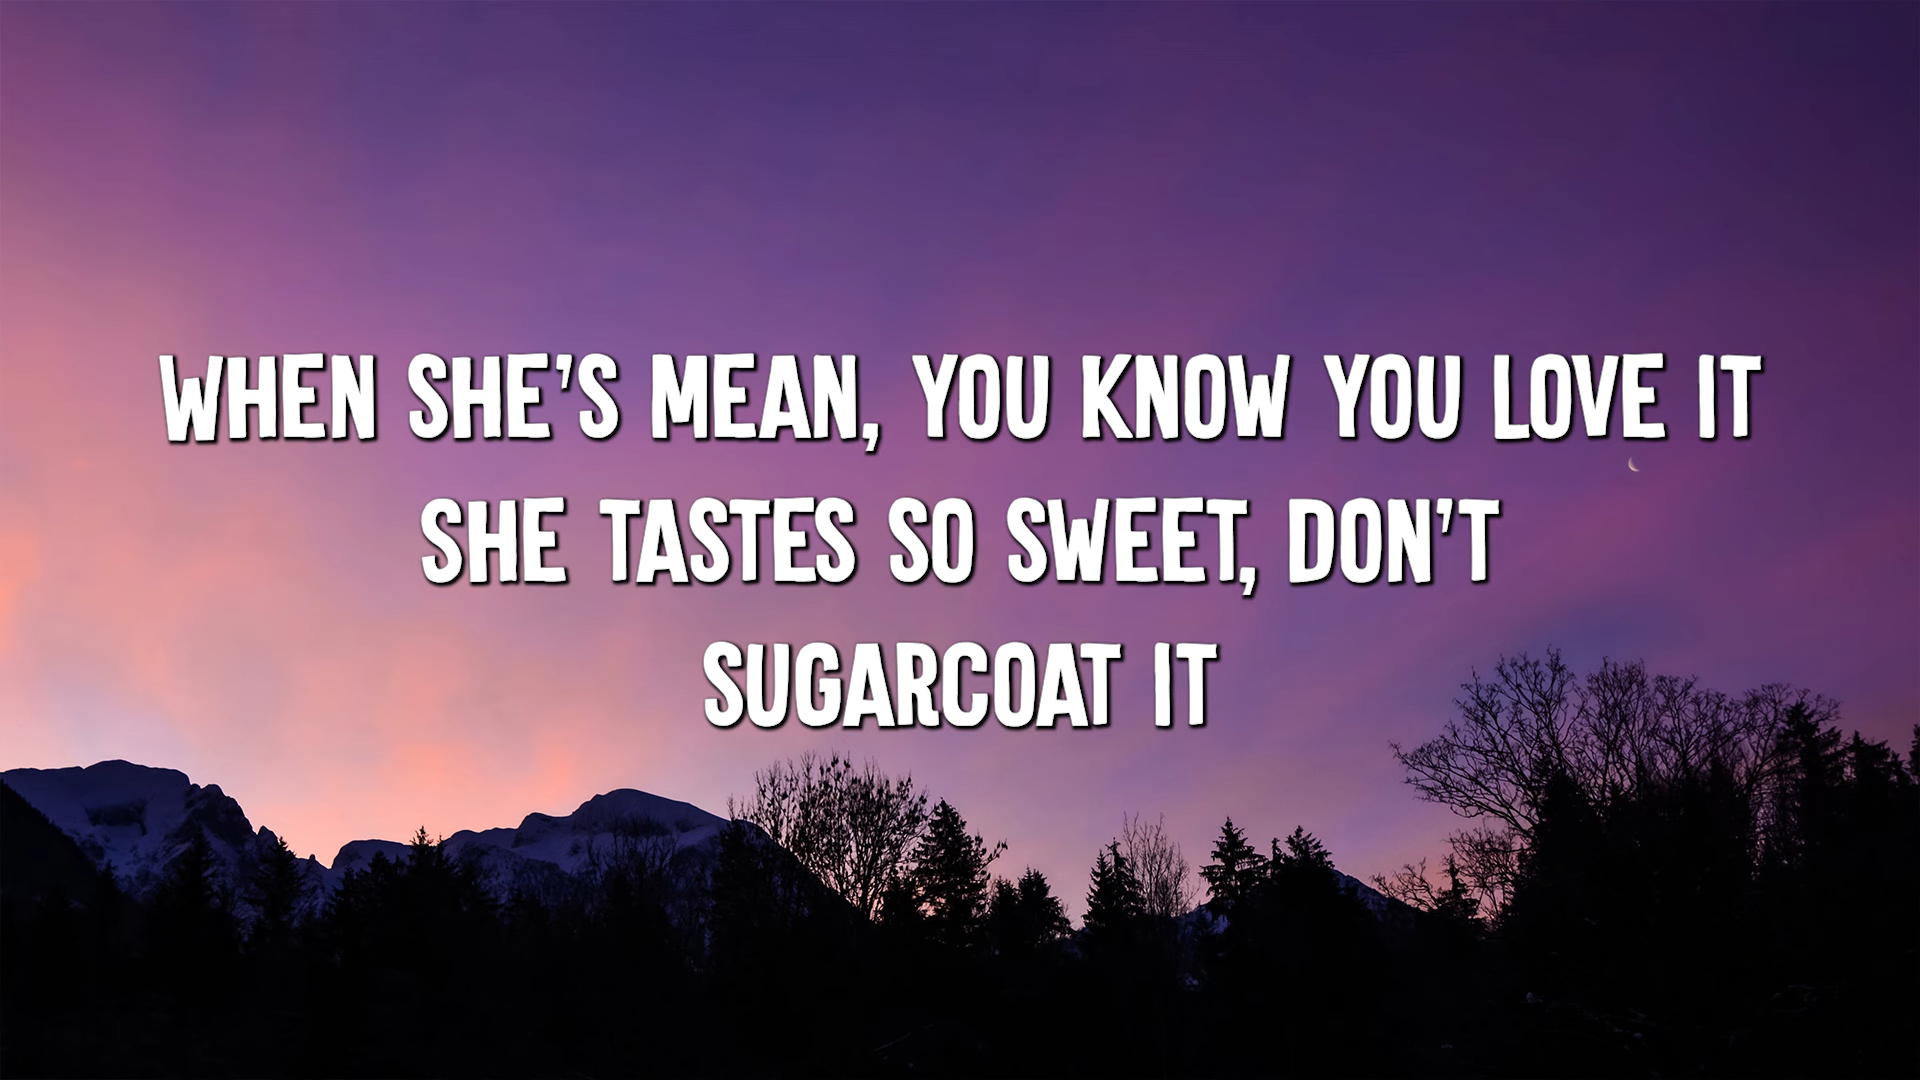 WHEN SHE'S MEAN, YOU KNOW YOU LOVE IT
SHE TASTES SO SWEET, DON'T
SUGARCOAT IT